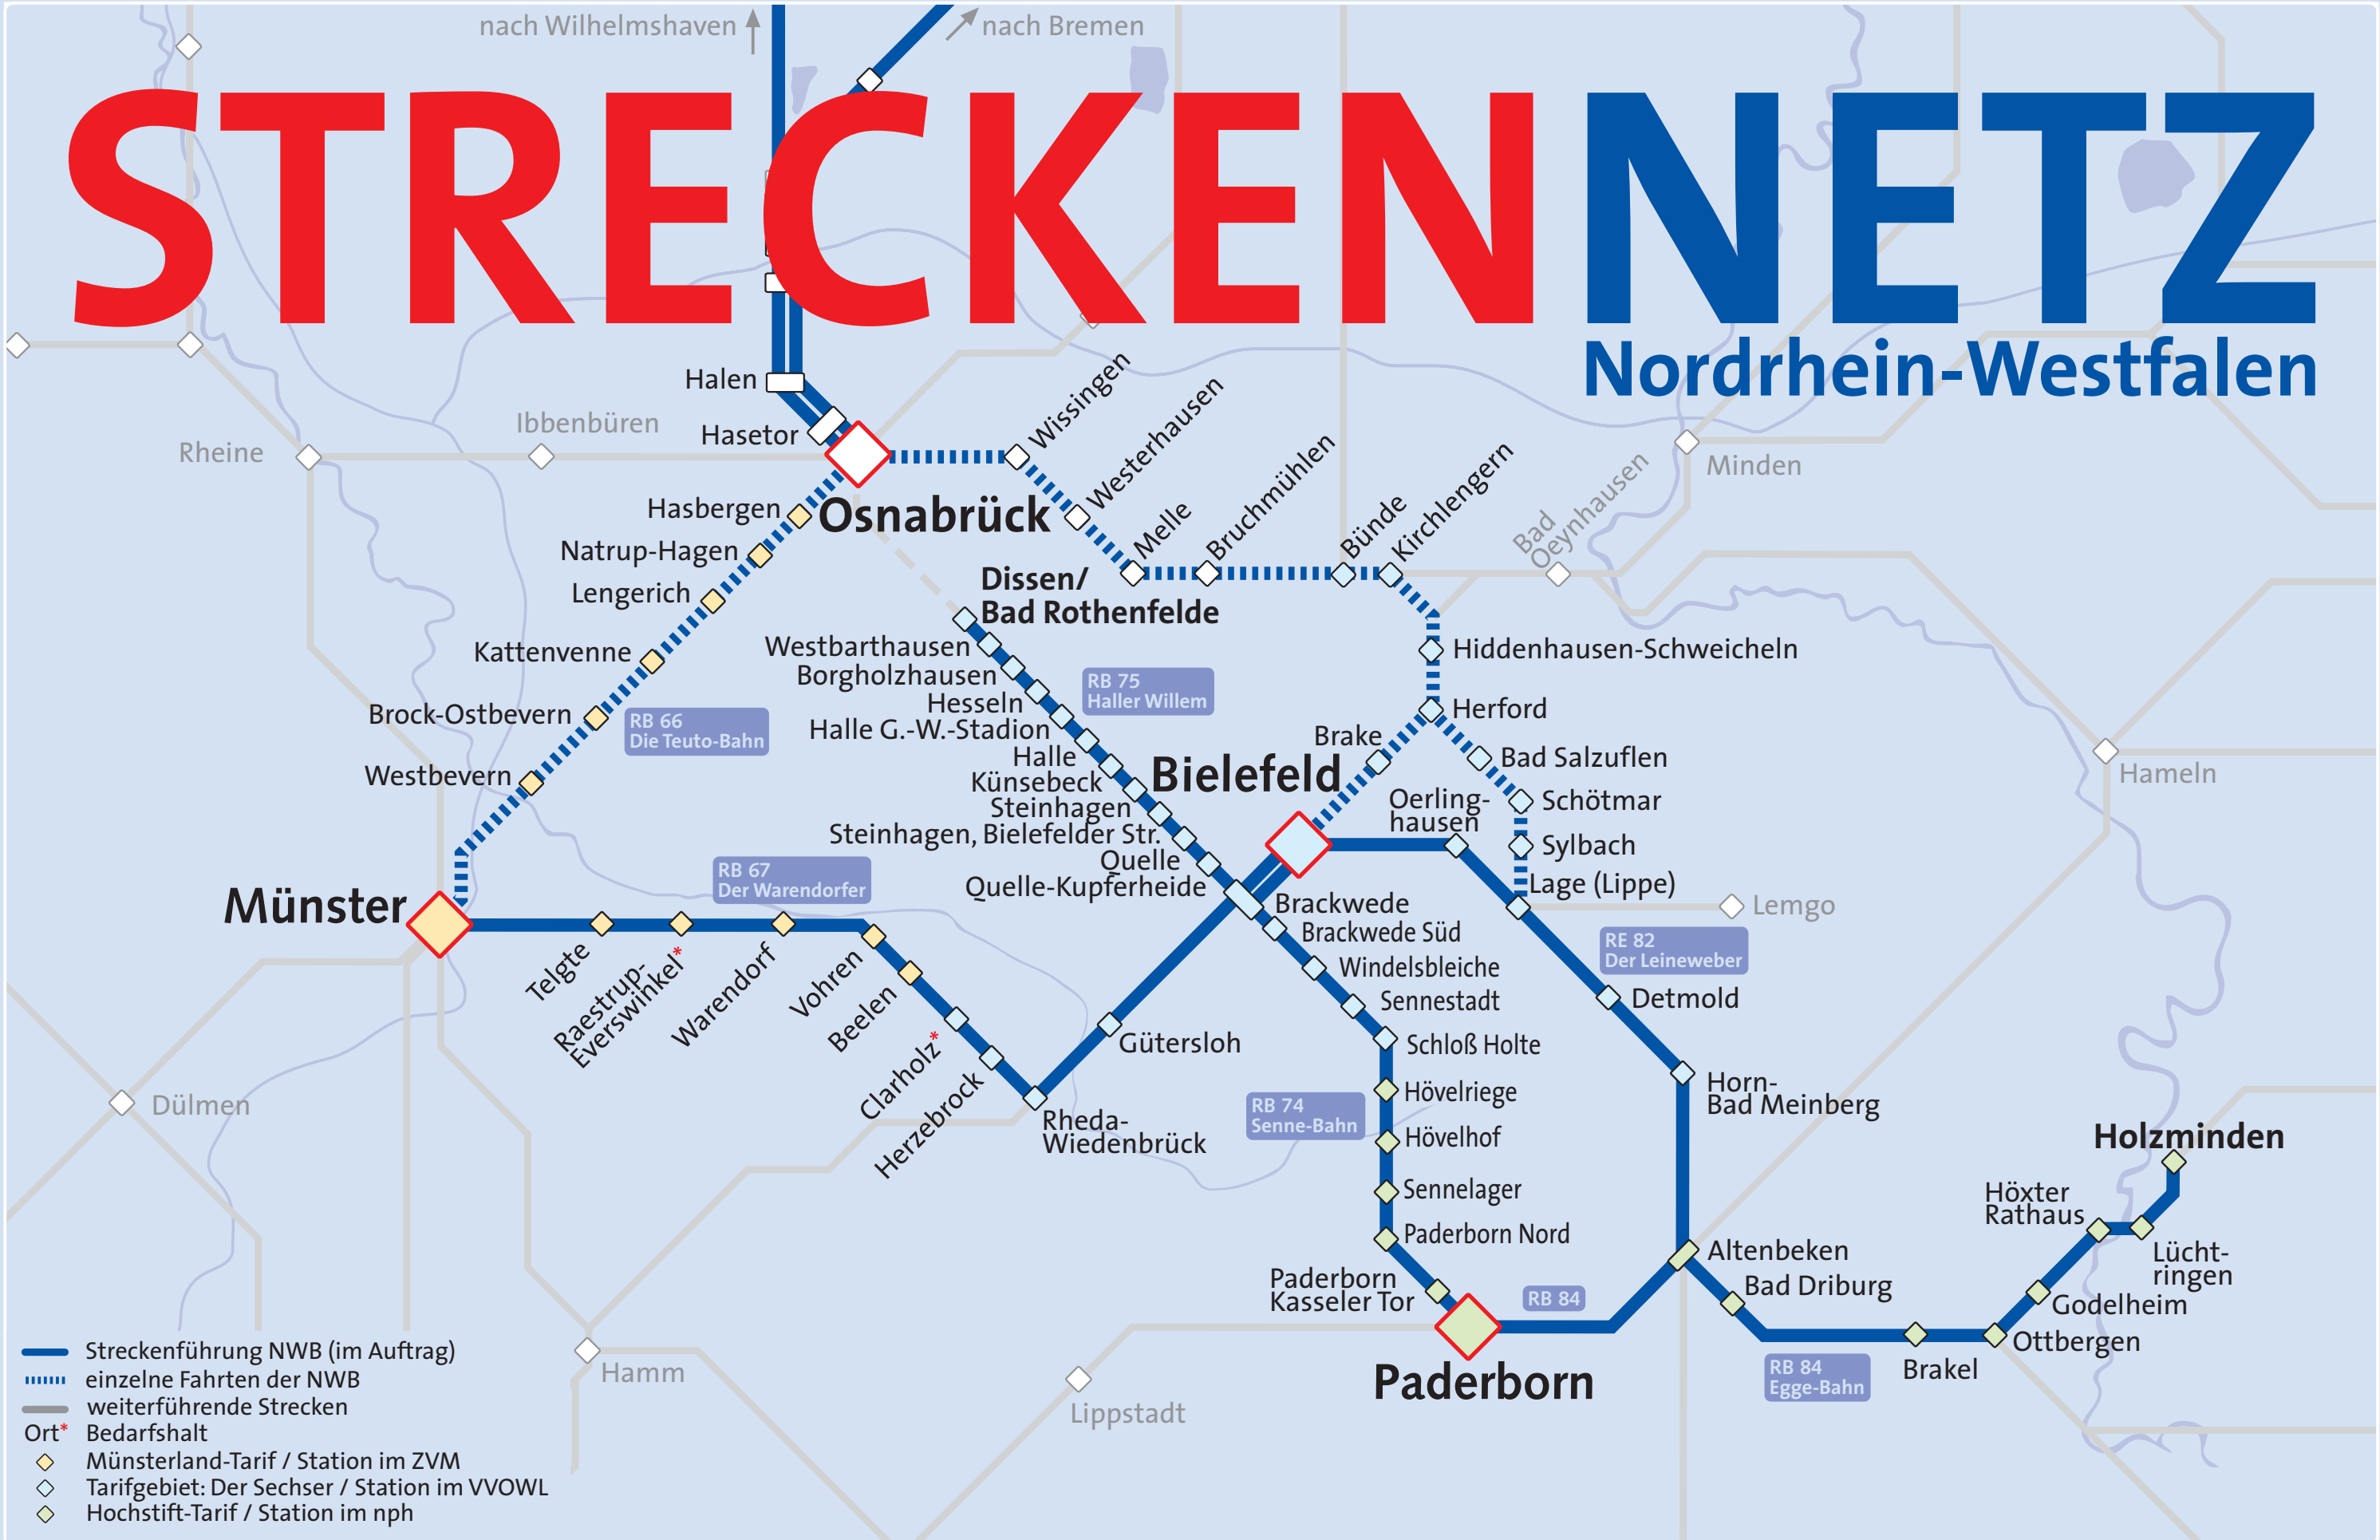 nach Wilhelmshaven
nach Bremen
STRECKENNETZ
Nordrhein-Westfalen
Halen
Hasetor
Ibbenbüren
Rheine
Wissingen
Westerhausen
Melle
Bruchmühlen
Bünde
Kirchlengern
Bad
Oeynhausen
Minden
Hasbergen
Osnabrück
Natrup-Hagen
Lengerich
Kattenvenne
Brock-Ostbevern
Westbevern
RB 66
Die Teuto-Bahn
Dissen/
Bad Rothenfelde
Westbarthausen
Borgholzhausen
Hesseln
Halle G.-W.-Stadion
Halle
Künsebeck
Steinhagen
Steinhagen, Bielefelder Str.
Quelle
Quelle-Kupferheide
RB 75
Haller Willem
Hiddenhausen-Schweicheln
Herford
Brake
Bielefeld
Bad Salzuflen
Oerling-
hausen
Schötmar
Sylbach
Lage (Lippe)
Lemgo
Hameln
Münster
RB 67
Der Warendorfer
Telgte
Raestrup-
Everswinkel*
Warendorf
Vohren
Beelen
Clarholz*
Herzebrock
Rheda-
Wiedenbrück
Gütersloh
Brackwede
Brackwede Süd
Windelsbleiche
Sennestadt
Schloß Holte
Hövelriege
Hövelhof
Sennelager
Paderborn Nord
Paderborn
Kasseler Tor
RB 74
Senne-Bahn
RE 82
Der Leineweber
Detmold
Horn-
Bad Meinberg
Altenbeken
Bad Driburg
RB 84
Paderborn
RB 84
Egge-Bahn
Brakel
Ottbergen
Godelheim
Höxter
Rathaus
Lücht-
ringen
Holzminden
Dülmen
Hamm
Lippstadt
Streckenführung NWB (im Auftrag)
einzelne Fahrten der NWB
weiterführende Strecken
Ort* Bedarfshalt
Münsterland-Tarif / Station im ZVM
Tarifgebiet: Der Sechser / Station im VVOWL
Hochstift-Tarif / Station im nph